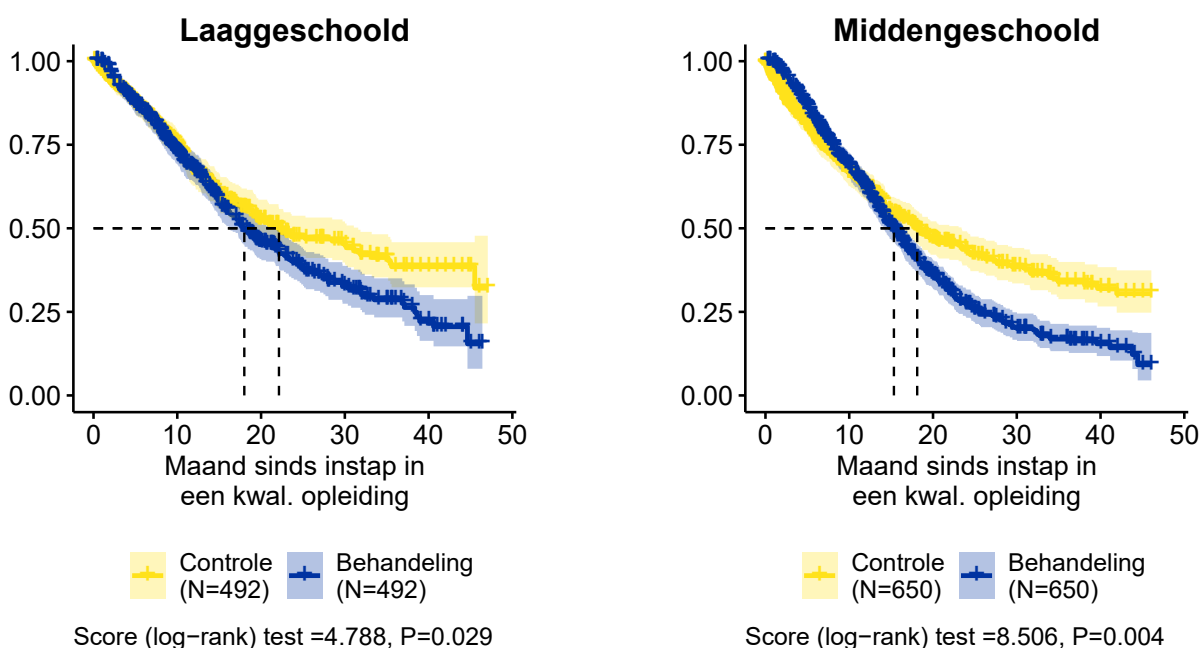 Laaggeschoold
1.00
0.75
0.50
0.25
0.00
0 10 20 30 40 50
Maand sinds instap in
een kwal. opleiding
Controle
(N=492)
Behandeling
(N=492)
Score (log−rank) test =4.788, P=0.029
Middengeschoold
1.00
0.75
0.50
0.25
0.00
0 10 20 30 40 50
Maand sinds instap in
een kwal. opleiding
Controle
(N=650)
Behandeling
(N=650)
Score (log−rank) test =8.506, P=0.004